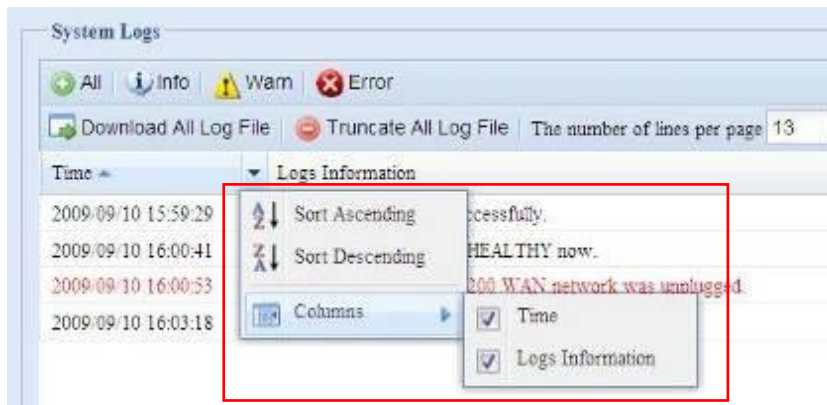 System Logs
All Info Warn Error
Download All Log File Truncate All Log File The number of lines per page 13
Time Logs Information
2009/09/10 15:59:29 ccessfully.
2009/09/10 16:00:41 HEALTHY now.
2009/09/10 16:00:53 200 WAN network was unplugged.
2009/09/10 16:03:18
Sort Ascending
Sort Descending
Columns
Time
Logs Information